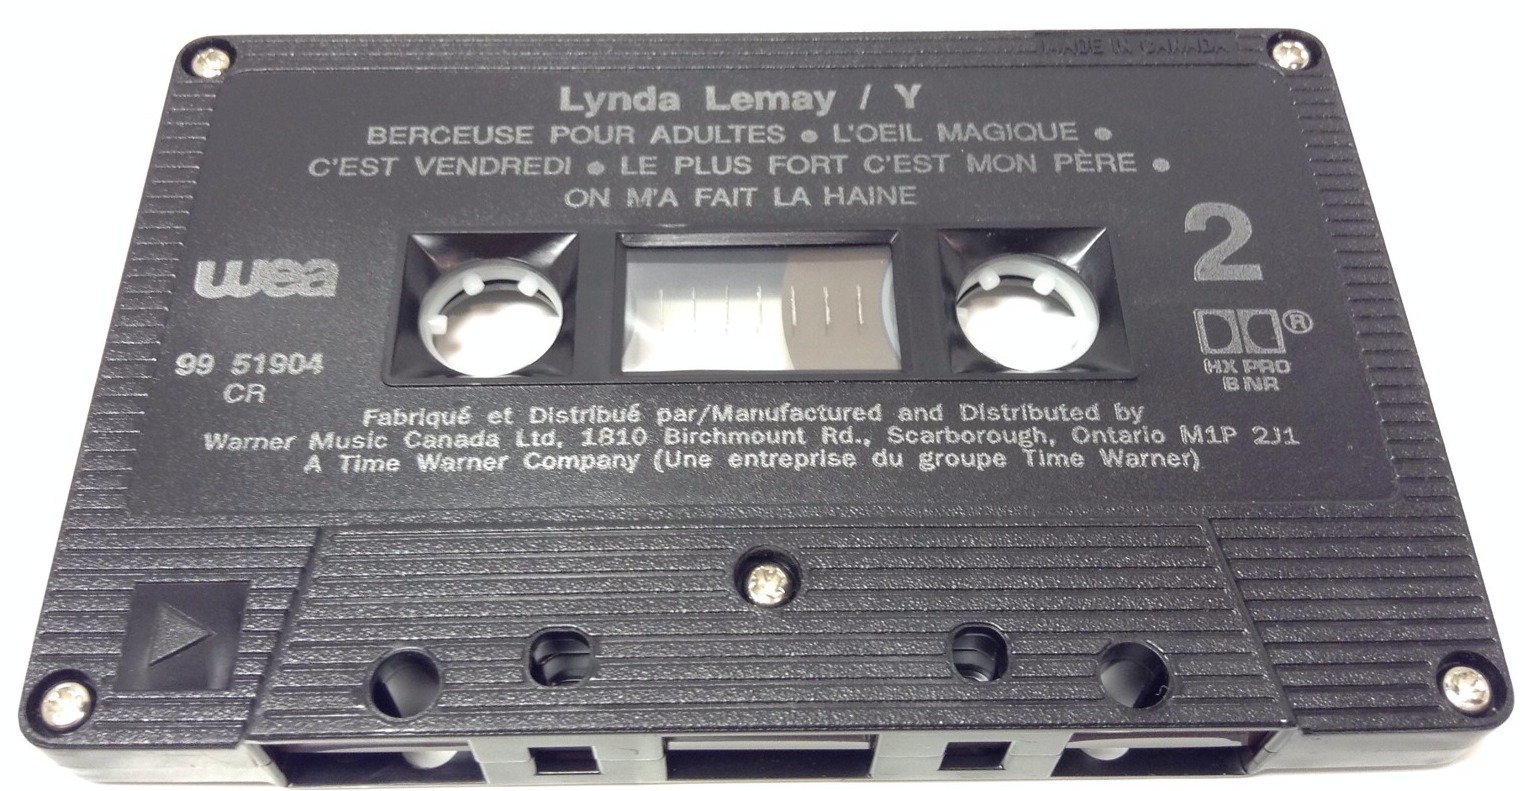 MADE IN CANADA
Lynda Lemay / Y
BERCEUSE POUR ADULTES ● L'OEIL MAGIQUE ●
C'EST VENDREDI ● LE PLUS FORT C'EST MON PÈRE ●
ON M'A FAIT LA HAINE
wea
2
99 51904
CR
HX PRO
B NR
Fabriqué et Distribué par/Manufactured and Distributed by
Warner Music Canada Ltd, 1810 Birchmount Rd., Scarborough, Ontario M1P 2J1
A Time Warner Company (Une entreprise du groupe Time Warner)